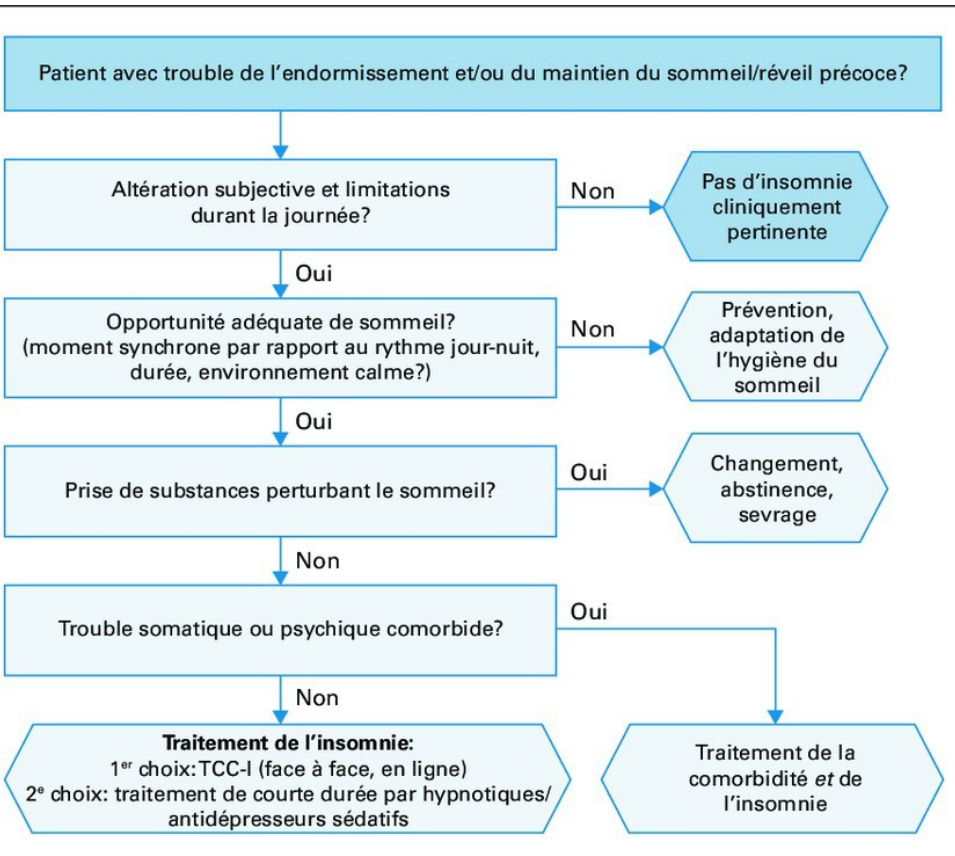 Patient avec trouble de l'endormissement et/ou du maintien du sommeil/réveil précoce?
Altération subjective et limitations
durant la journée?
Non
Pas d'insomnie
cliniquement
pertinente
Oui
Opportunité adéquate de sommeil?
(moment synchrone par rapport au rythme jour-nuit,
durée, environnement calme?)
Non
Prévention,
adaptation de
l'hygiène du
sommeil
Oui
Prise de substances perturbant le sommeil?
Oui
Changement,
abstinence,
sevrage
Non
Trouble somatique ou psychique comorbide?
Oui
Non
Traitement de l'insomnie:
1er choix: TCC-I (face à face, en ligne)
2e choix: traitement de courte durée par hypnotiques/
antidépresseurs sédatifs
Traitement de la
comorbidité et de
l'insomnie